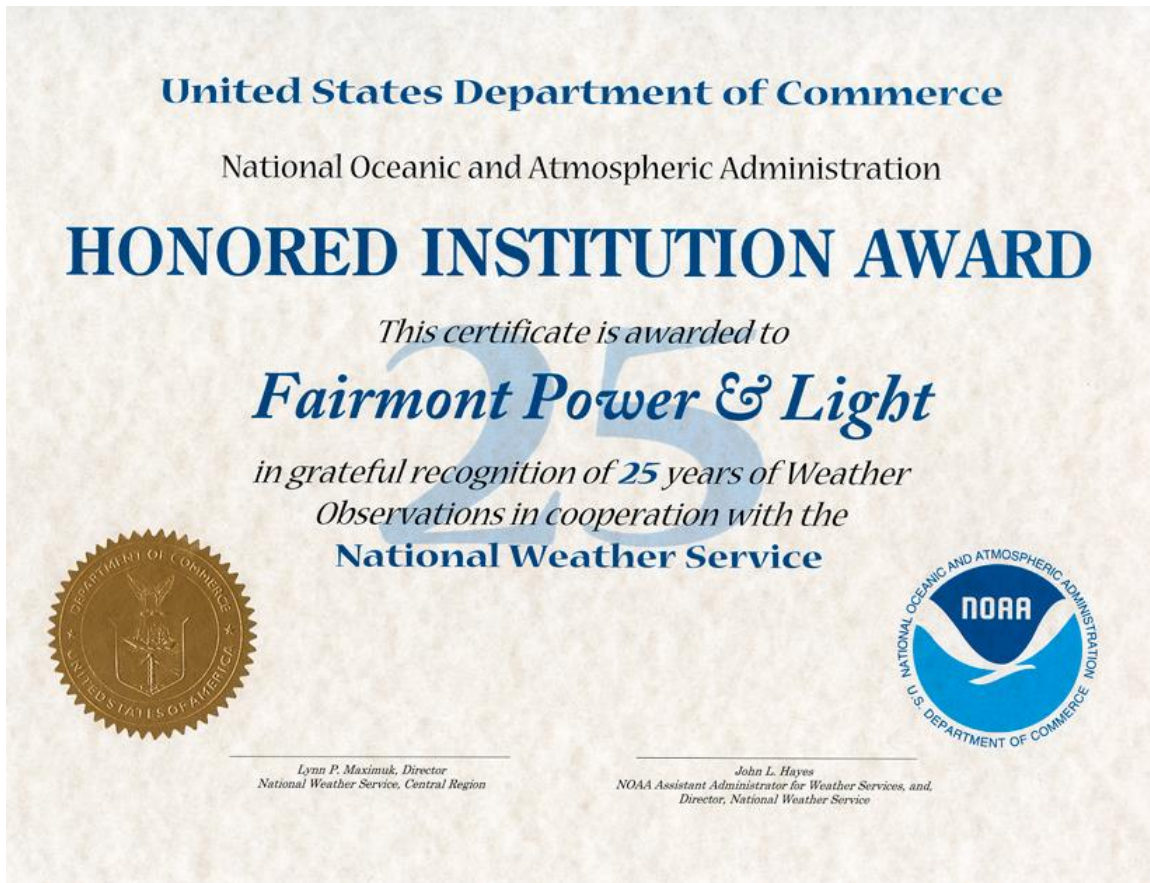 United States Department of Commerce
National Oceanic and Atmospheric Administration
HONORED INSTITUTION AWARD
This certificate is awarded to
25
Fairmont Power & Light
in grateful recognition of 25 years of Weather
Observations in cooperation with the
National Weather Service
DEPARTMENT OF COMMERCE
UNITED STATES OF AMERICA
NATIONAL OCEANIC AND ATMOSPHERIC ADMINISTRATION
NOAA
U.S. DEPARTMENT OF COMMERCE
Lynn P. Maximuk, Director
National Weather Service, Central Region
John L. Hayes
NOAA Assistant Administrator for Weather Services, and,
Director, National Weather Service